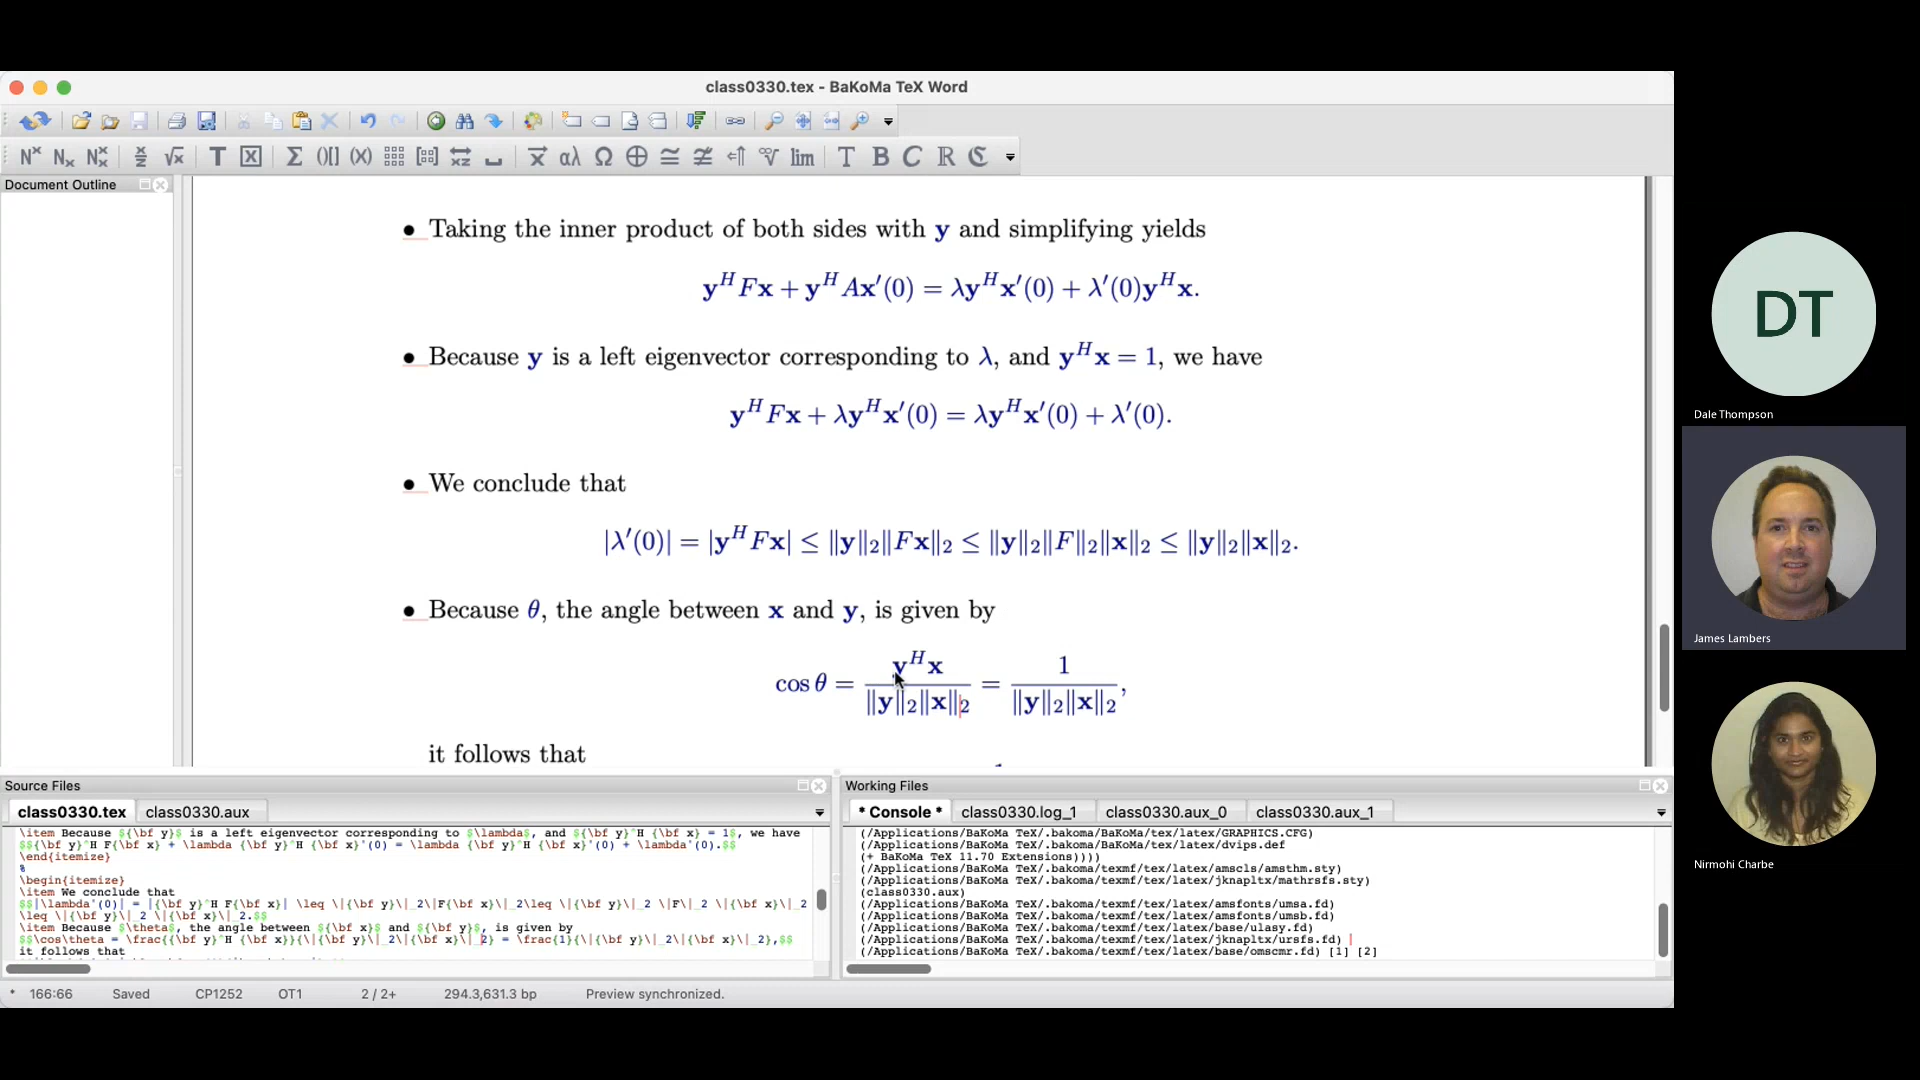 class0330.tex - BaKoMa TeX Word
Document Outline
• Taking the inner product of both sides with y and simplifying yields
y^H Fx + y^H Ax′(0) = λy^H x′(0) + λ′(0)y^H x.
• Because y is a left eigenvector corresponding to λ, and y^H x = 1, we have
y^H Fx + λy^H x′(0) = λy^H x′(0) + λ′(0).
• We conclude that
|λ′(0)| = |y^H Fx| ≤ ‖y‖₂‖Fx‖₂ ≤ ‖y‖₂‖F‖₂‖x‖₂ ≤ ‖y‖₂‖x‖₂.
• Because θ, the angle between x and y, is given by
cos θ = y^H x / ‖y‖₂‖x‖₂ = 1 / ‖y‖₂‖x‖₂,
it follows that
Source Files
class0330.tex class0330.aux
\item Because ${\bf y}$ is a left eigenvector corresponding to $\lambda$, and ${\bf y}^H {\bf x} = 1$, we have
$${\bf y}^H F{\bf x} + \lambda {\bf y}^H {\bf x}'(0) = \lambda {\bf y}^H {\bf x}'(0) + \lambda'(0).$$
\end{itemize}
%
\begin{itemize}
\item We conclude that
$$|\lambda'(0)| = |{\bf y}^H F{\bf x}| \leq \|{\bf y}\|_2\|F{\bf x}\|_2\leq \|{\bf y}\|_2 \|F\|_2 \|{\bf x}\|_2
\leq \|{\bf y}\|_2 \|{\bf x}\|_2.$$
\item Because $\theta$, the angle between ${\bf x}$ and ${\bf y}$, is given by
$$\cos\theta = \frac{{\bf y}^H {\bf x}}{\|{\bf y}\|_2\|{\bf x}\|_2} = \frac{1}{\|{\bf y}\|_2\|{\bf x}\|_2},$$
it follows that
Working Files
* Console * class0330.log_1 class0330.aux_0 class0330.aux_1
(/Applications/BaKoMa TeX/.bakoma/BaKoMa/tex/latex/GRAPHICS.CFG)
(/Applications/BaKoMa TeX/.bakoma/BaKoMa/tex/latex/dvips.def
(+ BaKoMa TeX 11.70 Extensions))))
(/Applications/BaKoMa TeX/.bakoma/texmf/tex/latex/amscls/amsthm.sty)
(/Applications/BaKoMa TeX/.bakoma/texmf/tex/latex/jknapltx/mathrsfs.sty)
(class0330.aux)
(/Applications/BaKoMa TeX/.bakoma/texmf/tex/latex/amsfonts/umsa.fd)
(/Applications/BaKoMa TeX/.bakoma/texmf/tex/latex/amsfonts/umsb.fd)
(/Applications/BaKoMa TeX/.bakoma/texmf/tex/latex/base/ulasy.fd)
(/Applications/BaKoMa TeX/.bakoma/texmf/tex/latex/jknapltx/ursfs.fd)
(/Applications/BaKoMa TeX/.bakoma/texmf/tex/latex/base/omscmr.fd) [1] [2]
* 166:66 Saved CP1252 OT1 2 / 2+ 294.3,631.3 bp Preview synchronized.
DT
Dale Thompson
James Lambers
Nirmohi Charbe